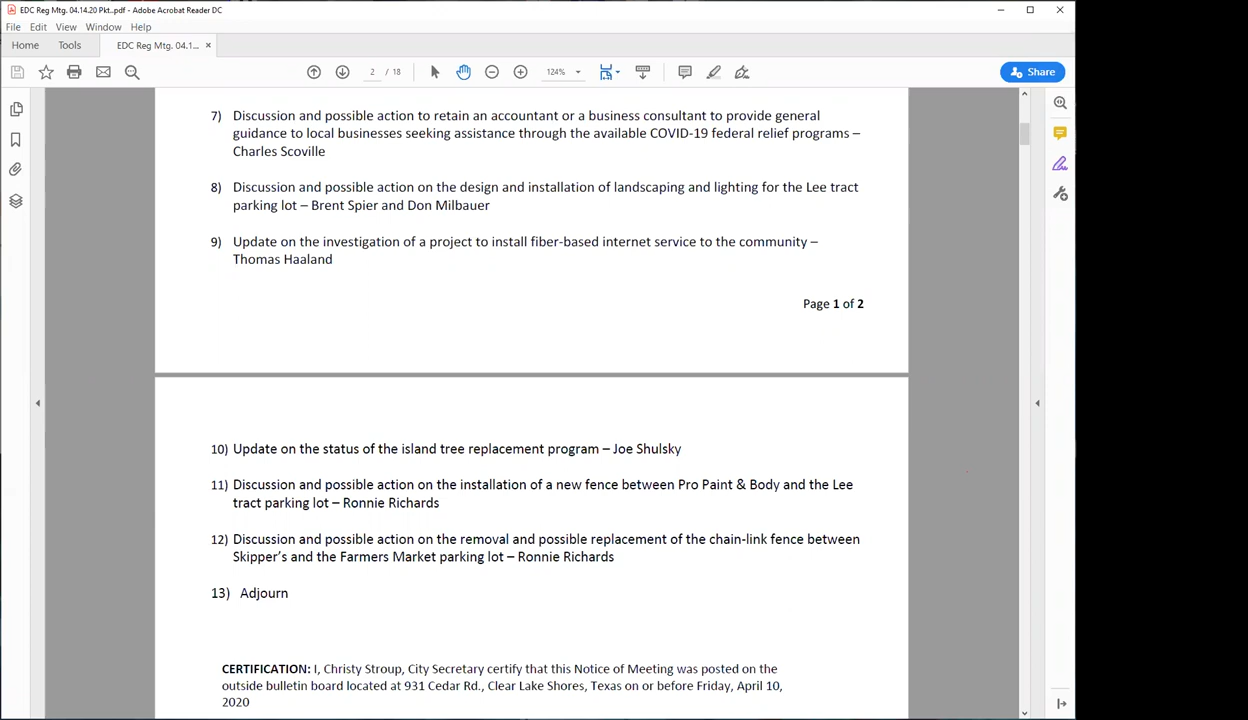 EDC Reg Mtg. 04.14.20 Pkt..pdf - Adobe Acrobat Reader DC
File Edit View Window Help
Home Tools EDC Reg Mtg. 04.1... ×
2 / 18 124% Share
7) Discussion and possible action to retain an accountant or a business consultant to provide general
guidance to local businesses seeking assistance through the available COVID-19 federal relief programs –
Charles Scoville
8) Discussion and possible action on the design and installation of landscaping and lighting for the Lee tract
parking lot – Brent Spier and Don Milbauer
9) Update on the investigation of a project to install fiber-based internet service to the community –
Thomas Haaland
Page 1 of 2
10) Update on the status of the island tree replacement program – Joe Shulsky
11) Discussion and possible action on the installation of a new fence between Pro Paint & Body and the Lee
tract parking lot – Ronnie Richards
12) Discussion and possible action on the removal and possible replacement of the chain-link fence between
Skipper's and the Farmers Market parking lot – Ronnie Richards
13) Adjourn
CERTIFICATION: I, Christy Stroup, City Secretary certify that this Notice of Meeting was posted on the
outside bulletin board located at 931 Cedar Rd., Clear Lake Shores, Texas on or before Friday, April 10,
2020